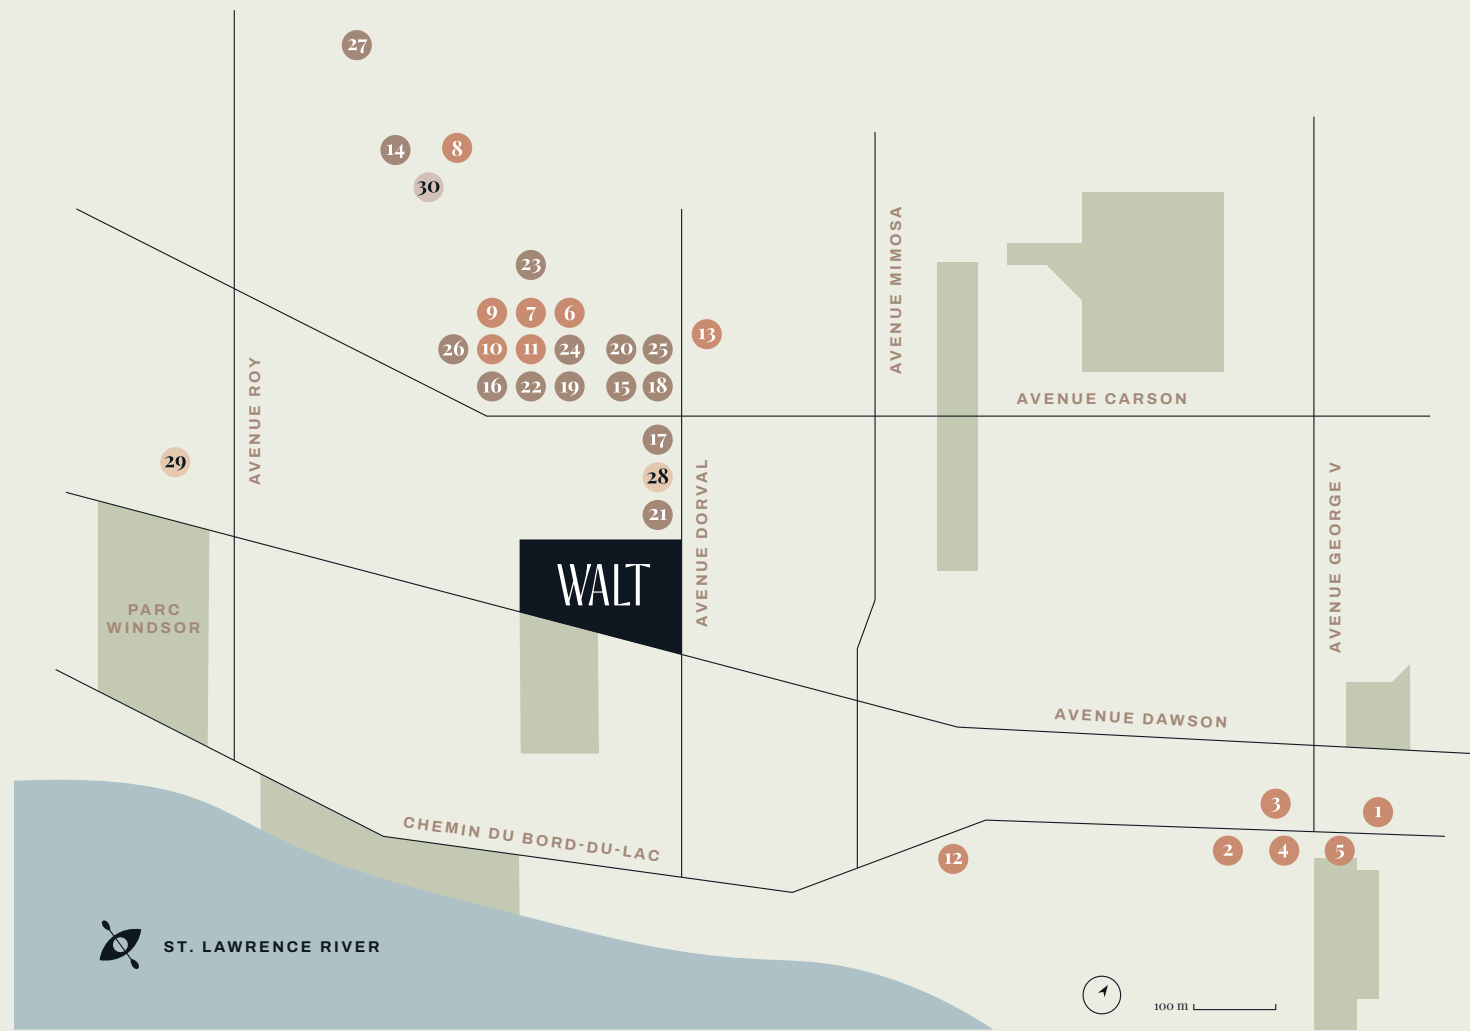 27
14
8
30
AVENUE MIMOSA
23
9
7
6
13
26
10
11
24
20
25
16
22
19
15
18
AVENUE CARSON
AVENUE ROY
17
29
28
21
AVENUE DORVAL
AVENUE GEORGE V
WALT
PARC
WINDSOR
AVENUE DAWSON
3
1
CHEMIN DU BORD-DU-LAC
12
2
4
5
ST. LAWRENCE RIVER
100 m